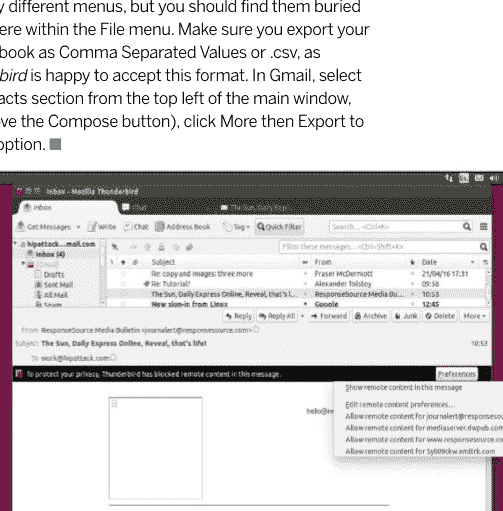 y different menus, but you should find them buried
ere within the File menu. Make sure you export your
book as Comma Separated Values or .csv, as
bird is happy to accept this format. In Gmail, select
acts section from the top left of the main window,
ve the Compose button), click More then Export to
option.
Inbox - Mozilla Thunderbird
Inbox Chat The Sun, Daily Expr
Get Messages Write Chat Address Book Tag Quick Filter Search... <Ctrl+K>
hipattack....mail.com Filter these messages... <Ctrl+Shift+K>
Inbox (4)
Subject From Date
Drafts Re: copy and images: three more Fraser McDermott 21/04/16 17:31
Sent Mail Re: Tutorial? Alexander Tolstoy 09:58
All Mail The Sun, Daily Express Online, Reveal, that's l... ResponseSource Media Bu... 10:53
Spam New sign-in from Linux Google 12:45
Reply Reply All Forward Archive Junk Delete More
From ResponseSource Media Bulletin <journalert@responsesource.com>
Subject The Sun, Daily Express Online, Reveal, that's life! 10:53
To work@hipattack.com
To protect your privacy, Thunderbird has blocked remote content in this message. Preferences
Show remote content in this message
Edit remote content preferences...
hello@re
Allow remote content for journalert@responsesou
Allow remote content for mediaserver.dwpub.com
Allow remote content for www.responsesource.co
Allow remote content for